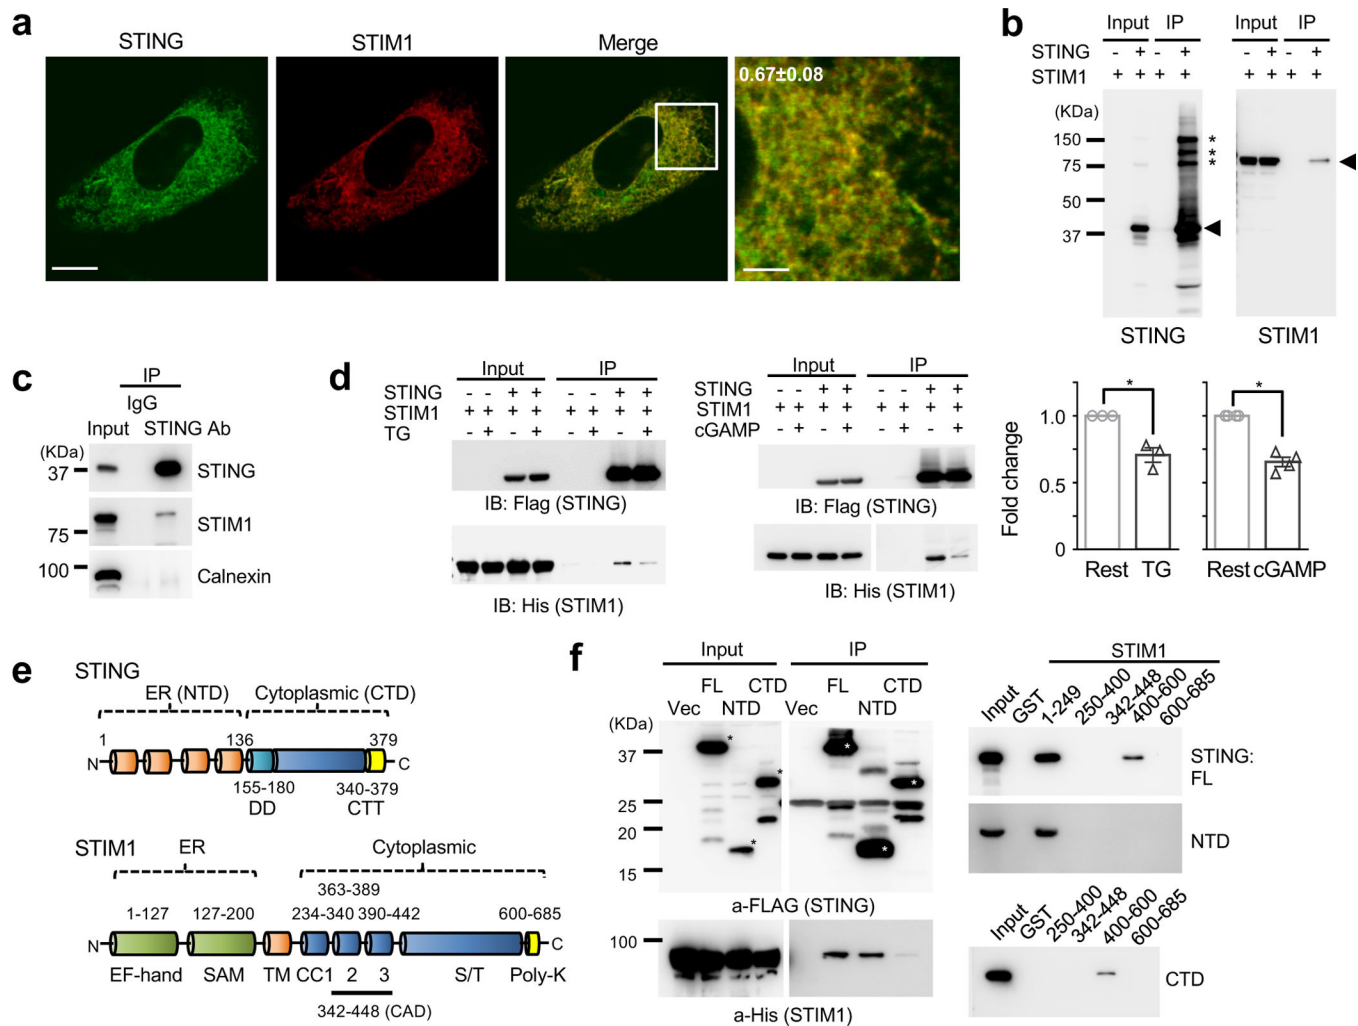 a
STING
STIM1
Merge
0.67±0.08
b
Input IP Input IP
STING - + - + - + - +
STIM1 + + + + + + + +
(KDa)
150
75
50
37
*
*
*
STING
STIM1
c
IP
IgG
Input STING Ab
(KDa)
37
STING
75
STIM1
100
Calnexin
d
Input IP
STING - - + + - - + +
STIM1 + + + + + + + +
TG - + - + - + - +
IB: Flag (STING)
IB: His (STIM1)
Input IP
STING - - + + - - + +
STIM1 + + + + + + + +
cGAMP - + - + - + - +
IB: Flag (STING)
IB: His (STIM1)
Fold change
1.0
0.5
0
*
Rest TG
*
Rest cGAMP
e
STING
ER (NTD) Cytoplasmic (CTD)
1 136 379
N C
155-180 340-379
DD CTT
STIM1 ER Cytoplasmic
363-389
1-127 127-200 234-340 390-442 600-685
N C
EF-hand SAM TM CC1 2 3 S/T Poly-K
342-448 (CAD)
f
Input IP
FL CTD FL CTD
Vec NTD Vec NTD
(KDa)
37
25
20
15
* * *
* * *
a-FLAG (STING)
100
a-His (STIM1)
STIM1
Input GST 1-249 250-400 342-448 400-600 600-685
STING:
FL
NTD
Input GST 250-400 342-448 400-600 600-685
CTD